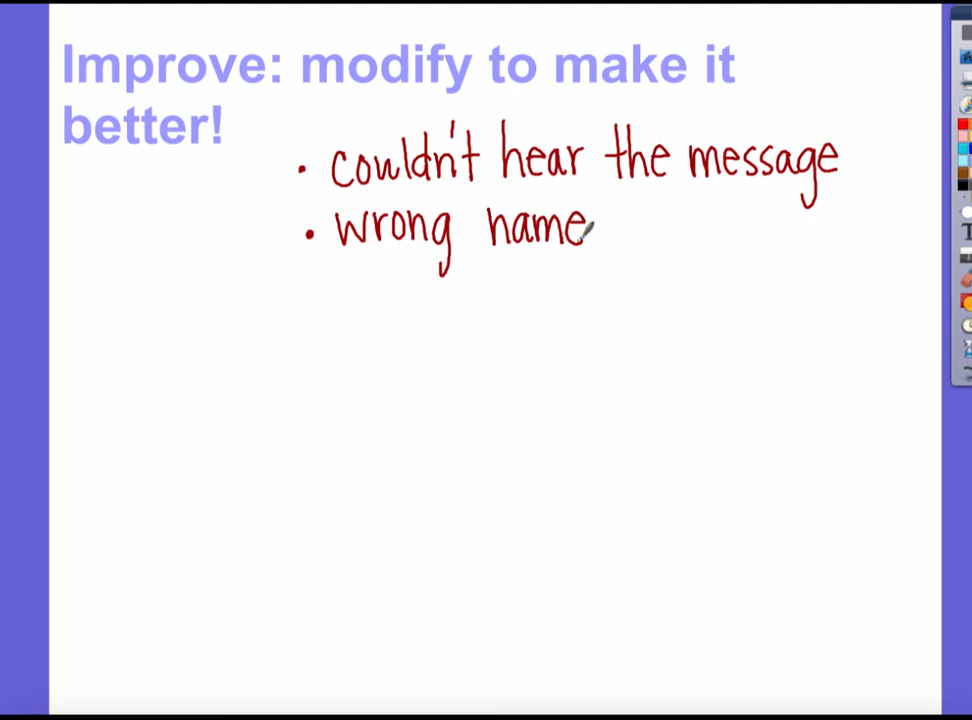 Improve: modify to make it
better!
• couldn't hear the message
• wrong name